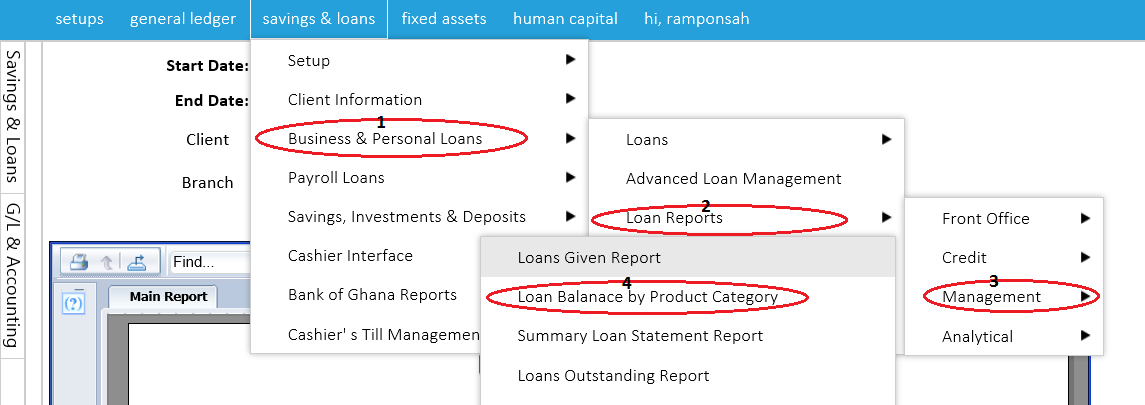 setups general ledger savings & loans fixed assets human capital hi, ramponsah
Savings & Loans
G/L & Accounting
Start Date:
End Date:
Client
Branch
Find...
(?)
Main Report
Setup
Client Information
1
Business & Personal Loans
Payroll Loans
Savings, Investments & Deposits
Cashier Interface
Bank of Ghana Reports
Cashier' s Till Managemen
Loans
Advanced Loan Management
2
Loan Reports
Front Office
Credit
3
Management
Analytical
Loans Given Report
4
Loan Balanace by Product Category
Summary Loan Statement Report
Loans Outstanding Report